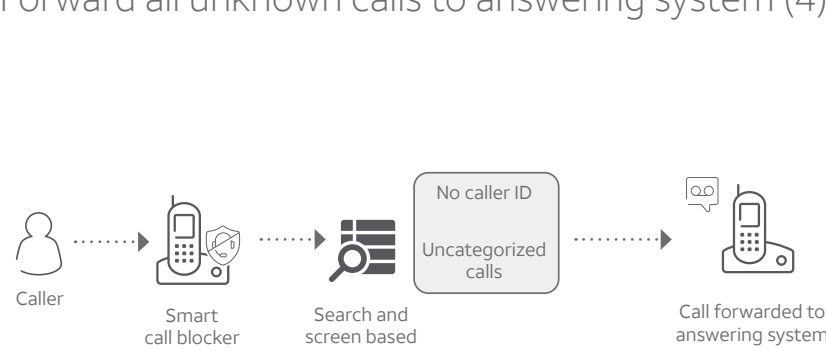 Forward all unknown calls to answering system (4)
No caller ID
Uncategorized
calls
Caller
Smart
call blocker
Search and
screen based
Call forwarded to
answering system